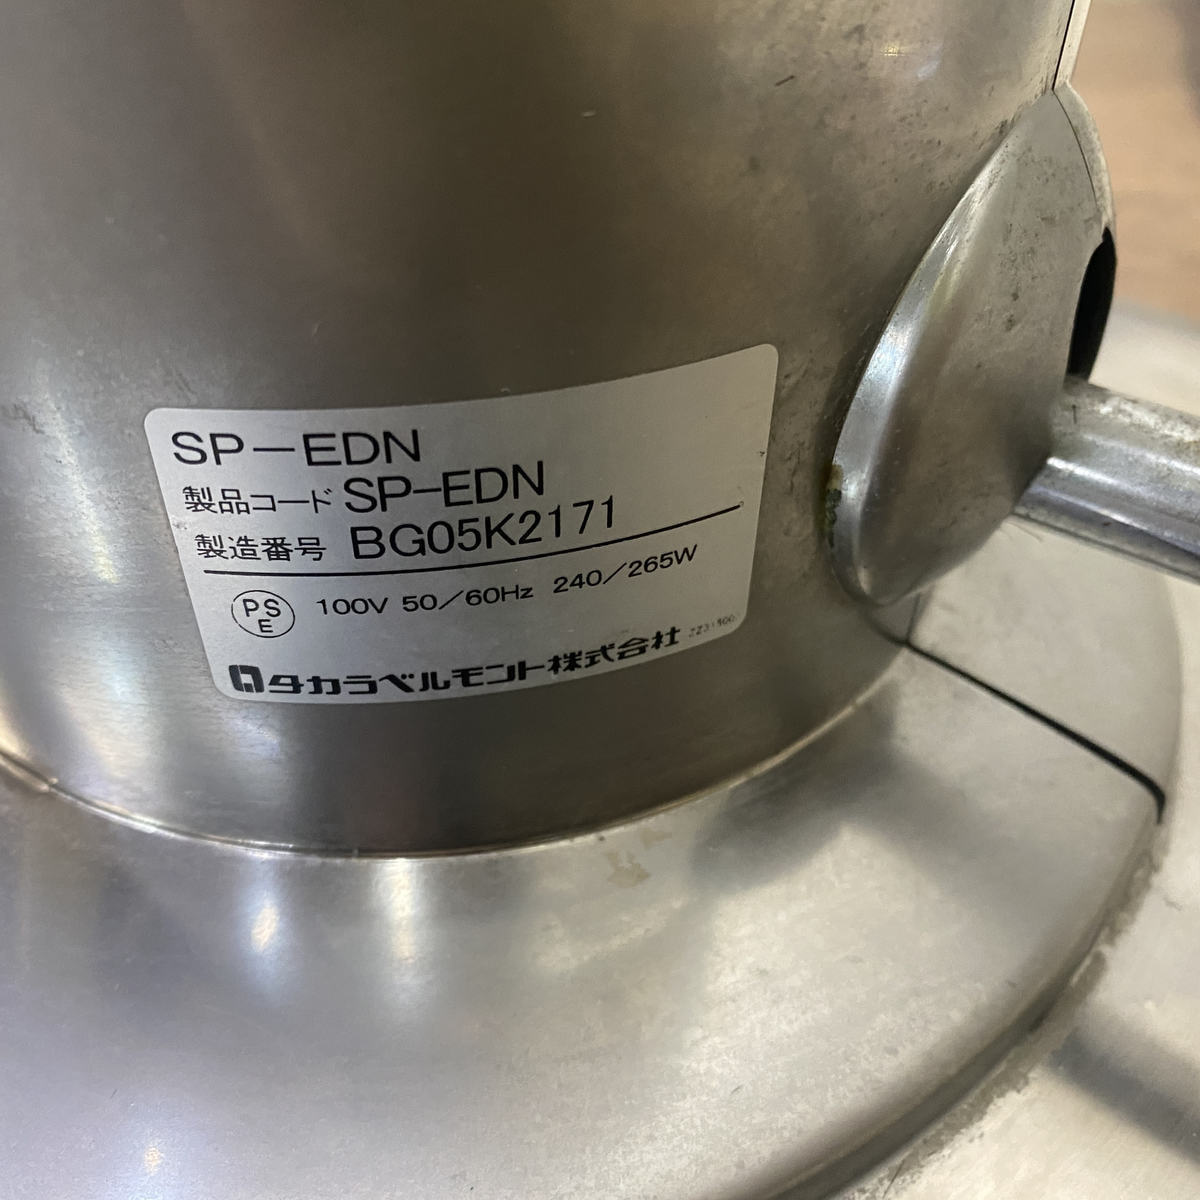 SP-EDN
製品コード SP-EDN
製造番号 BG05K2171
PSE 100V 50/60Hz 240/265W
タカラベルモント株式会社